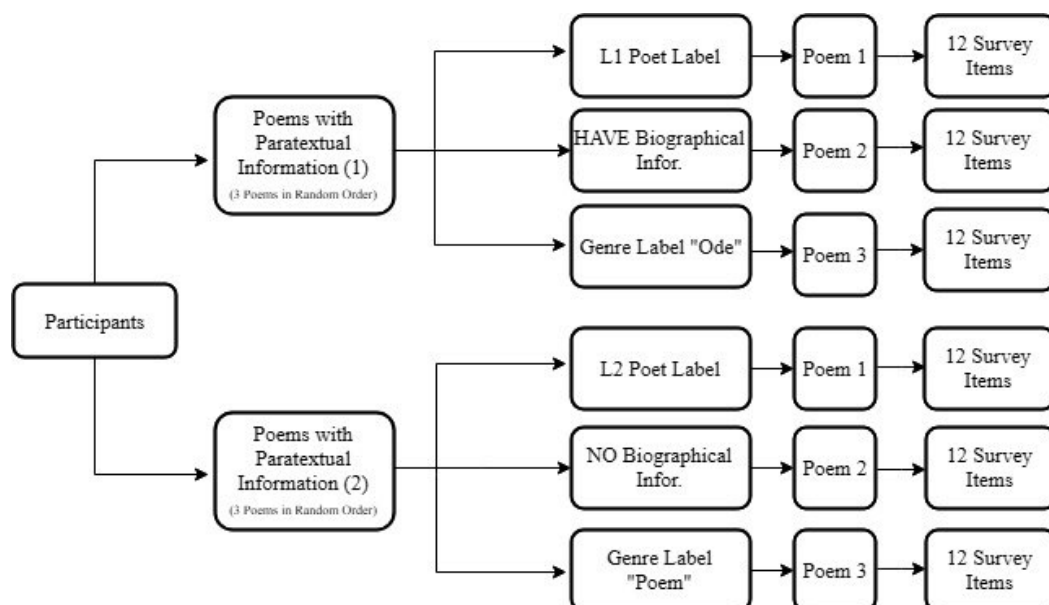 Participants
Poems with
Paratextual
Information (1)
(3 Poems in Random Order)
L1 Poet Label
Poem 1
12 Survey
Items
HAVE Biographical
Infor.
Poem 2
12 Survey
Items
Genre Label "Ode"
Poem 3
12 Survey
Items
Poems with
Paratextual
Information (2)
(3 Poems in Random Order)
L2 Poet Label
Poem 1
12 Survey
Items
NO Biographical
Infor.
Poem 2
12 Survey
Items
Genre Label
"Poem"
Poem 3
12 Survey
Items